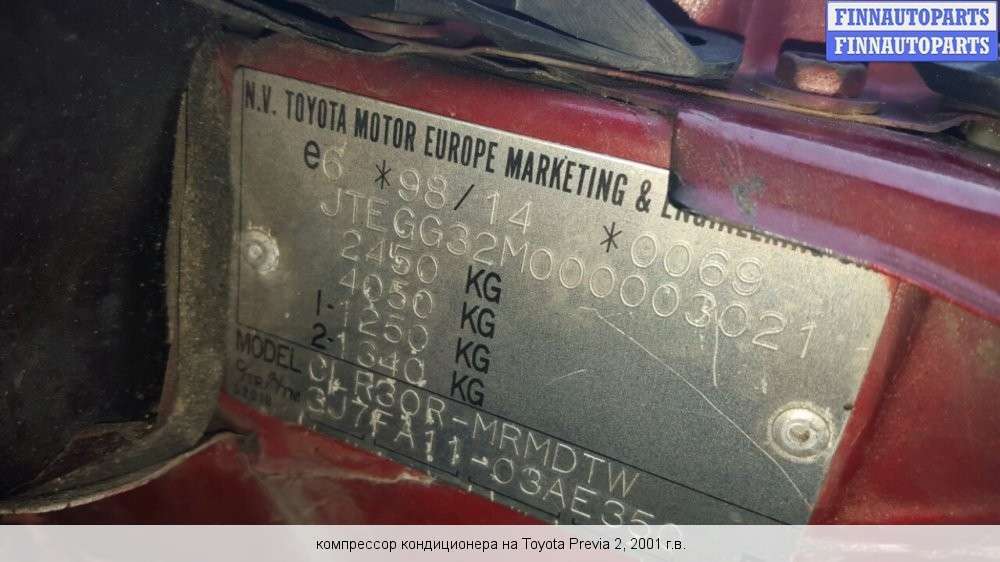 FINNAUTOPARTS
FINNAUTOPARTS
N.V. TOYOTA MOTOR EUROPE MARKETING & ENGINEERING
e6 *98/14 *0069
JTEGG32M000003021
2450 KG
4050 KG
1-1250 KG
2-1340 KG
MODEL CLR30R-MRMDTW
3J7FA11-03AE35
компрессор кондиционера на Toyota Previa 2, 2001 г.в.